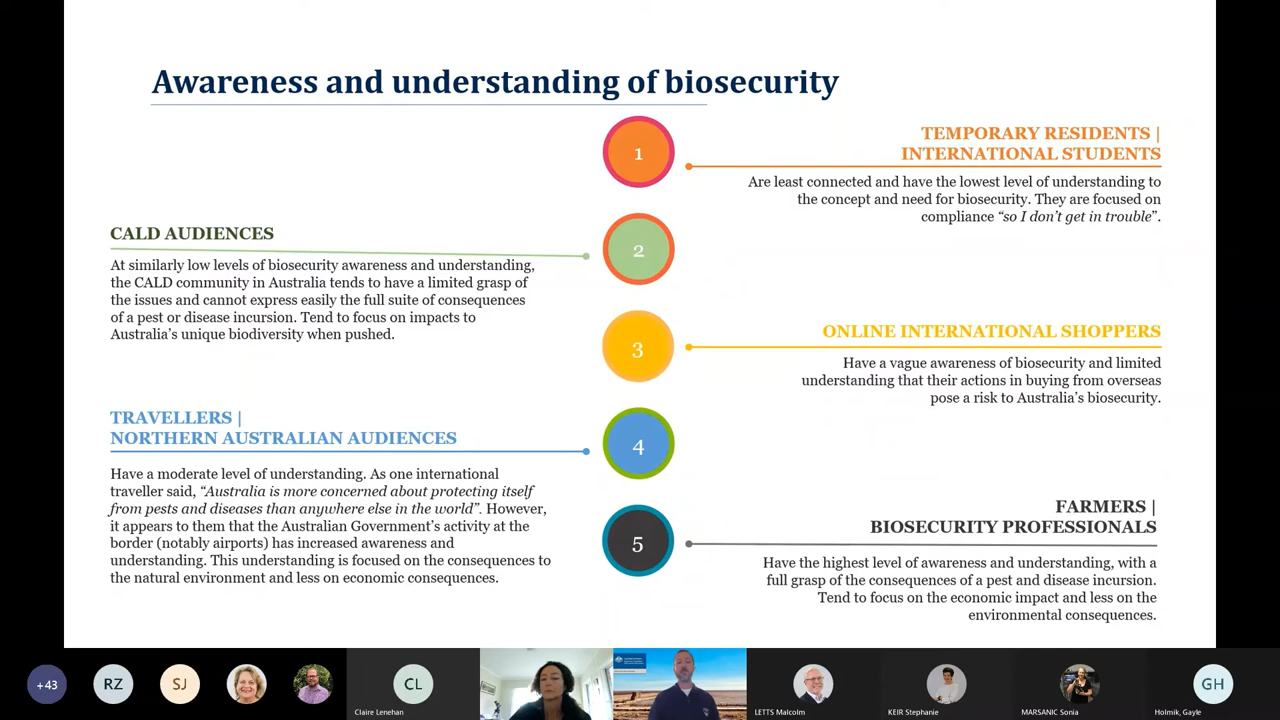 Awareness and understanding of biosecurity
1
TEMPORARY RESIDENTS |
INTERNATIONAL STUDENTS
Are least connected and have the lowest level of understanding to
the concept and need for biosecurity. They are focused on
compliance “so I don’t get in trouble”.
2
CALD AUDIENCES
At similarly low levels of biosecurity awareness and understanding,
the CALD community in Australia tends to have a limited grasp of
the issues and cannot express easily the full suite of consequences
of a pest or disease incursion. Tend to focus on impacts to
Australia’s unique biodiversity when pushed.
3
ONLINE INTERNATIONAL SHOPPERS
Have a vague awareness of biosecurity and limited
understanding that their actions in buying from overseas
pose a risk to Australia’s biosecurity.
4
TRAVELLERS |
NORTHERN AUSTRALIAN AUDIENCES
Have a moderate level of understanding. As one international
traveller said, “Australia is more concerned about protecting itself
from pests and diseases than anywhere else in the world”. However,
it appears to them that the Australian Government’s activity at the
border (notably airports) has increased awareness and
understanding. This understanding is focused on the consequences to
the natural environment and less on economic consequences.
5
FARMERS |
BIOSECURITY PROFESSIONALS
Have the highest level of awareness and understanding, with a
full grasp of the consequences of a pest and disease incursion.
Tend to focus on the economic impact and less on the
environmental consequences.
+43
RZ
SJ
CL
Claire Lenehan
LETTS Malcolm
KEIR Stephanie
MARSANIC Sonia
GH
Holmik, Gayle